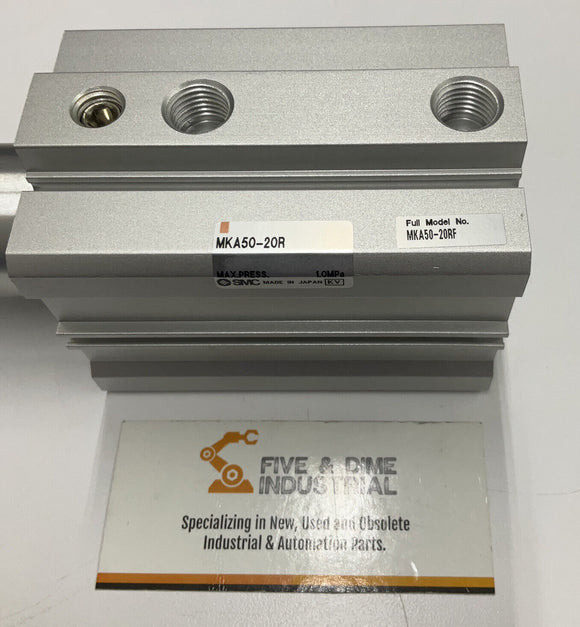 MKA50-20R
MAX.PRESS. 1.0MPa
SMC MADE IN JAPAN KV
Full Model No.
MKA50-20RF
FIVE & DIME
INDUSTRIAL
Specializing in New, Used and Obsolete
Industrial & Automation Parts.